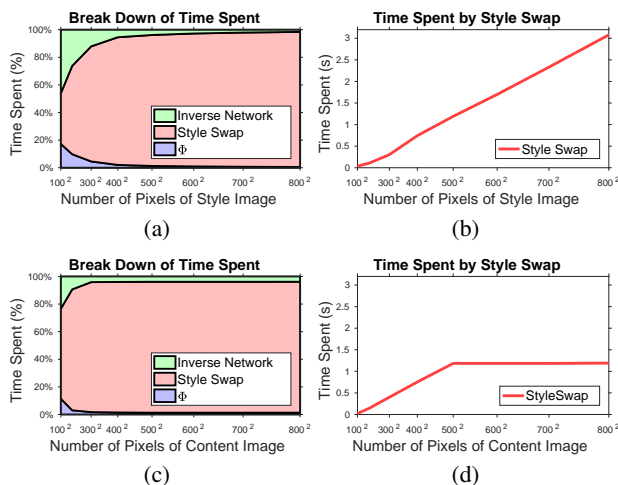 Break Down of Time Spent
100%
80%
60%
40%
20%
0%
Time Spent (%)
Inverse Network
Style Swap
Φ
100² 300² 400² 500² 600² 700² 800²
Number of Pixels of Style Image
(a)
Time Spent by Style Swap
3
2.5
2
1.5
1
0.5
0
Time Spent (s)
Style Swap
100² 300² 400² 500² 600² 700² 800²
Number of Pixels of Style Image
(b)
Break Down of Time Spent
100%
80%
60%
40%
20%
0%
Time Spent (%)
Inverse Network
Style Swap
Φ
100² 300² 400² 500² 600² 700² 800²
Number of Pixels of Content Image
(c)
Time Spent by Style Swap
3
2.5
2
1.5
1
0.5
0
Time Spent (s)
StyleSwap
100² 300² 400² 500² 600² 700² 800²
Number of Pixels of Content Image
(d)